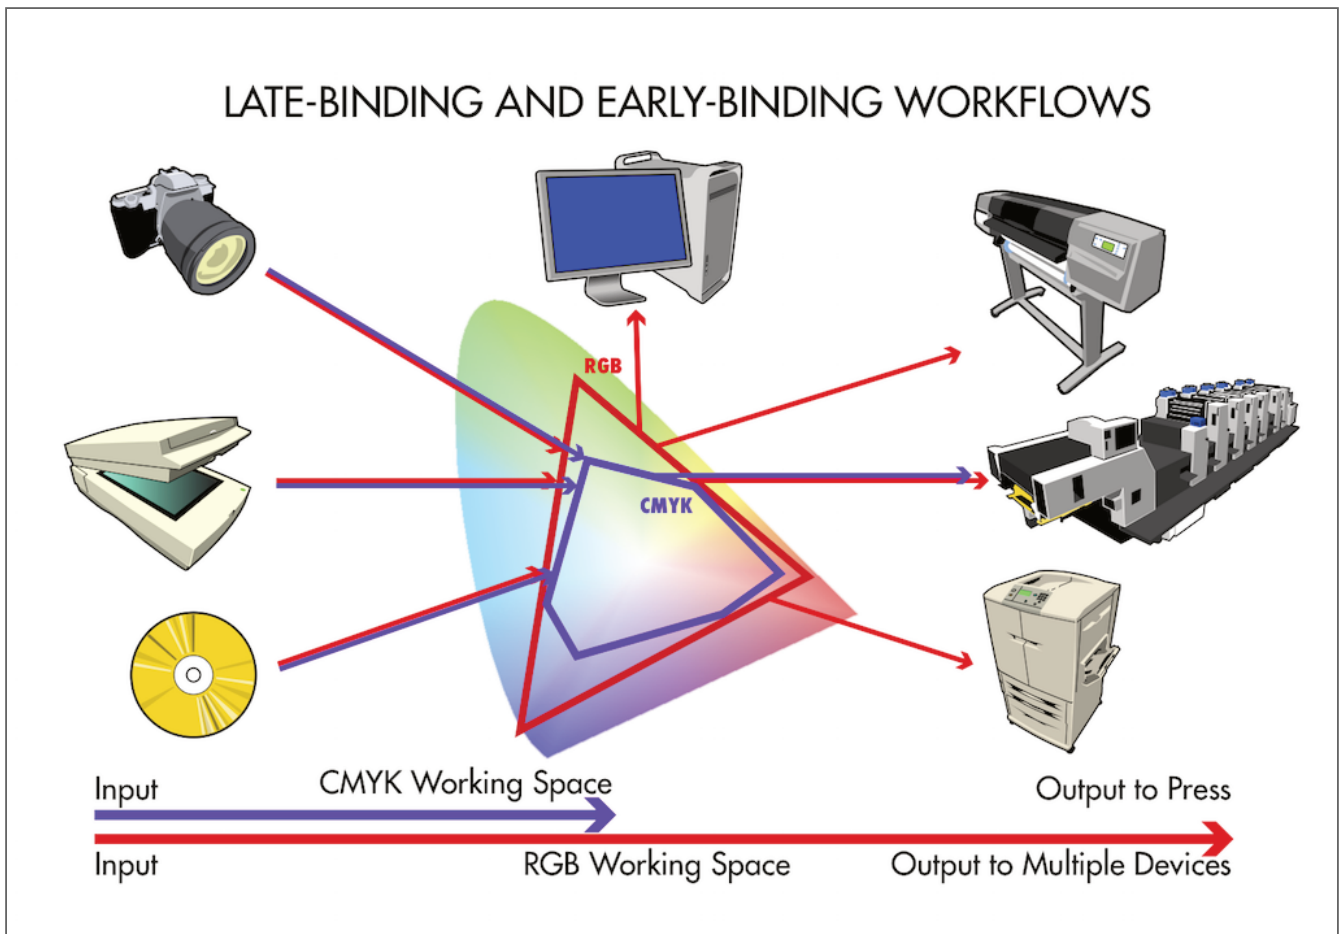 LATE-BINDING AND EARLY-BINDING WORKFLOWS
RGB
CMYK
Input
CMYK Working Space
Output to Press
Input
RGB Working Space
Output to Multiple Devices